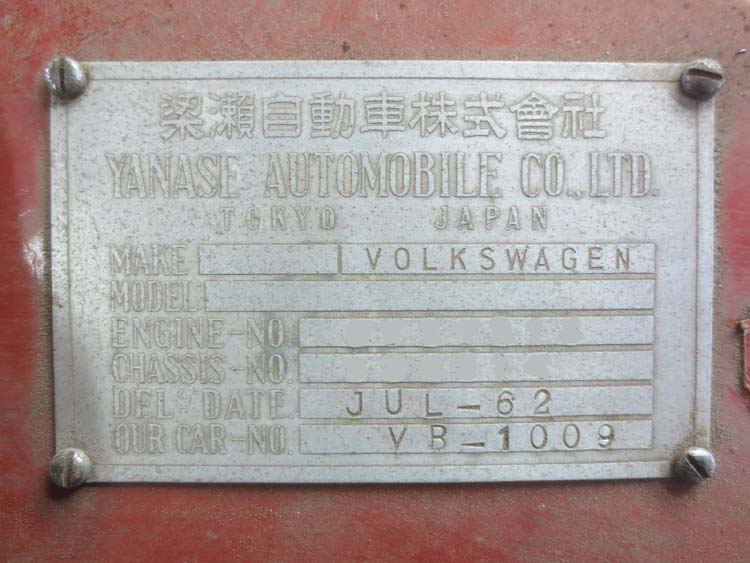 梁瀬自動車株式會社
YANASE AUTOMOBILE CO., LTD.
TOKYO JAPAN
MAKE VOLKSWAGEN
MODEL
ENGINE-NO
CHASSIS-NO
DEL' DATE JUL-62
OUR CAR-NO. VB-1009